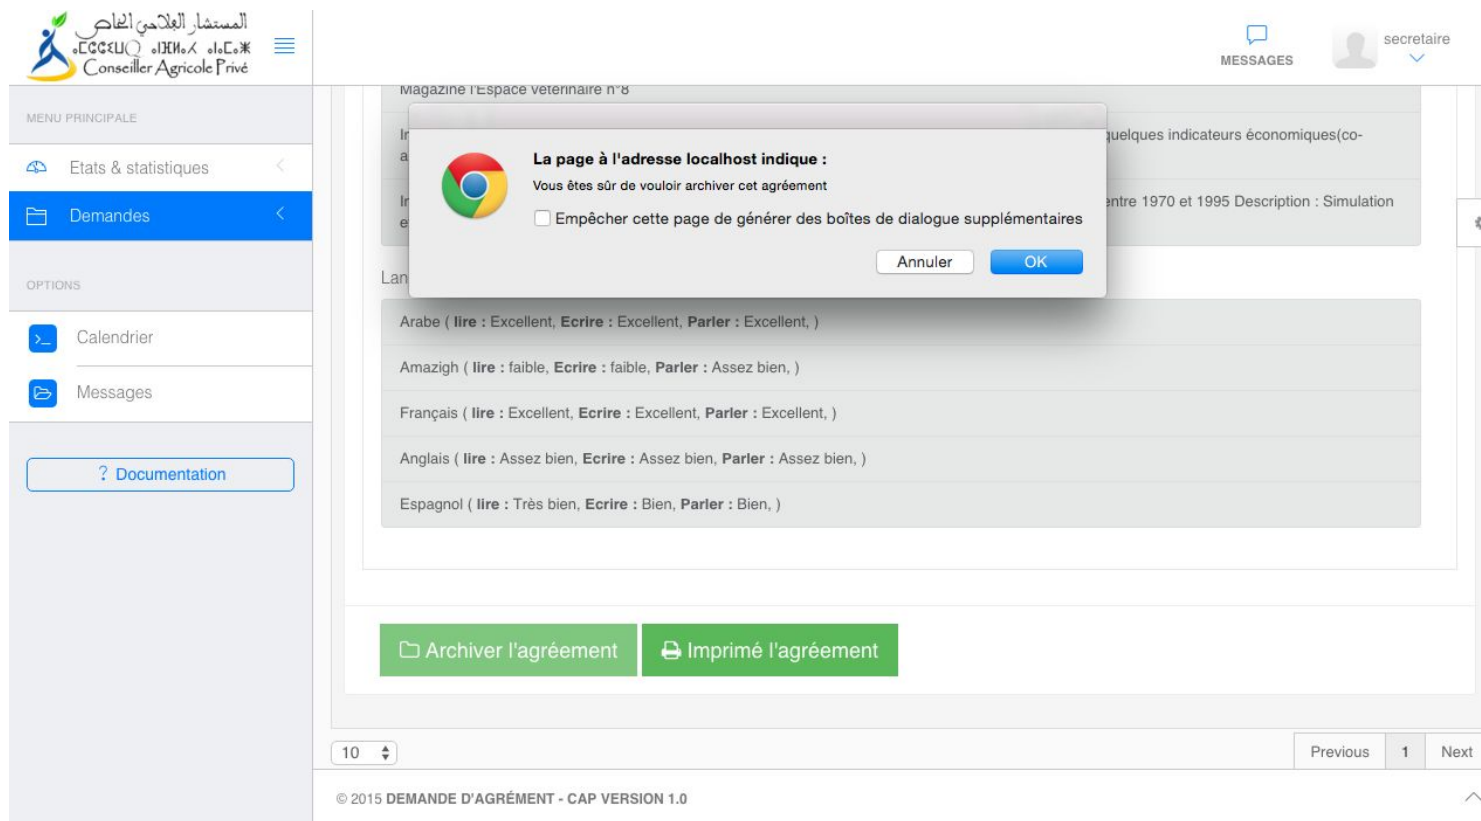 المستشار الفلاحي الخاص
ⴰⵎⵛⵛⵉⵡⵕ ⴰⴼⵍⵍⴰⵃ ⴰⵏⴰⵎⴰⵥ
Conseiller Agricole Privé
MESSAGES
secretaire
MENU PRINCIPALE
Etats & statistiques
Demandes
OPTIONS
Calendrier
Messages
? Documentation
Magazine l'Espace vétérinaire n°8
quelques indicateurs économiques(co-
entre 1970 et 1995 Description : Simulation
La page à l'adresse localhost indique :
Vous êtes sûr de vouloir archiver cet agréement
Empêcher cette page de générer des boîtes de dialogue supplémentaires
Annuler
OK
Lan
Arabe ( lire : Excellent, Ecrire : Excellent, Parler : Excellent, )
Amazigh ( lire : faible, Ecrire : faible, Parler : Assez bien, )
Français ( lire : Excellent, Ecrire : Excellent, Parler : Excellent, )
Anglais ( lire : Assez bien, Ecrire : Assez bien, Parler : Assez bien, )
Espagnol ( lire : Très bien, Ecrire : Bien, Parler : Bien, )
Archiver l'agréement
Imprimé l'agréement
10
Previous
1
Next
© 2015 DEMANDE D'AGRÉMENT - CAP VERSION 1.0